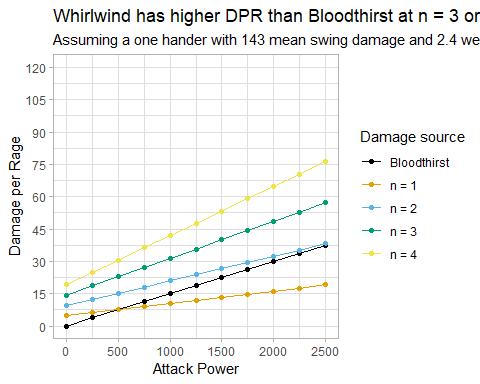 Whirlwind has higher DPR than Bloodthirst at n = 3 or
Assuming a one hander with 143 mean swing damage and 2.4 we
Damage per Rage
120
105
90
75
60
45
30
15
0
0 500 1000 1500 2000 2500
Attack Power
Damage source
Bloodthirst
n = 1
n = 2
n = 3
n = 4